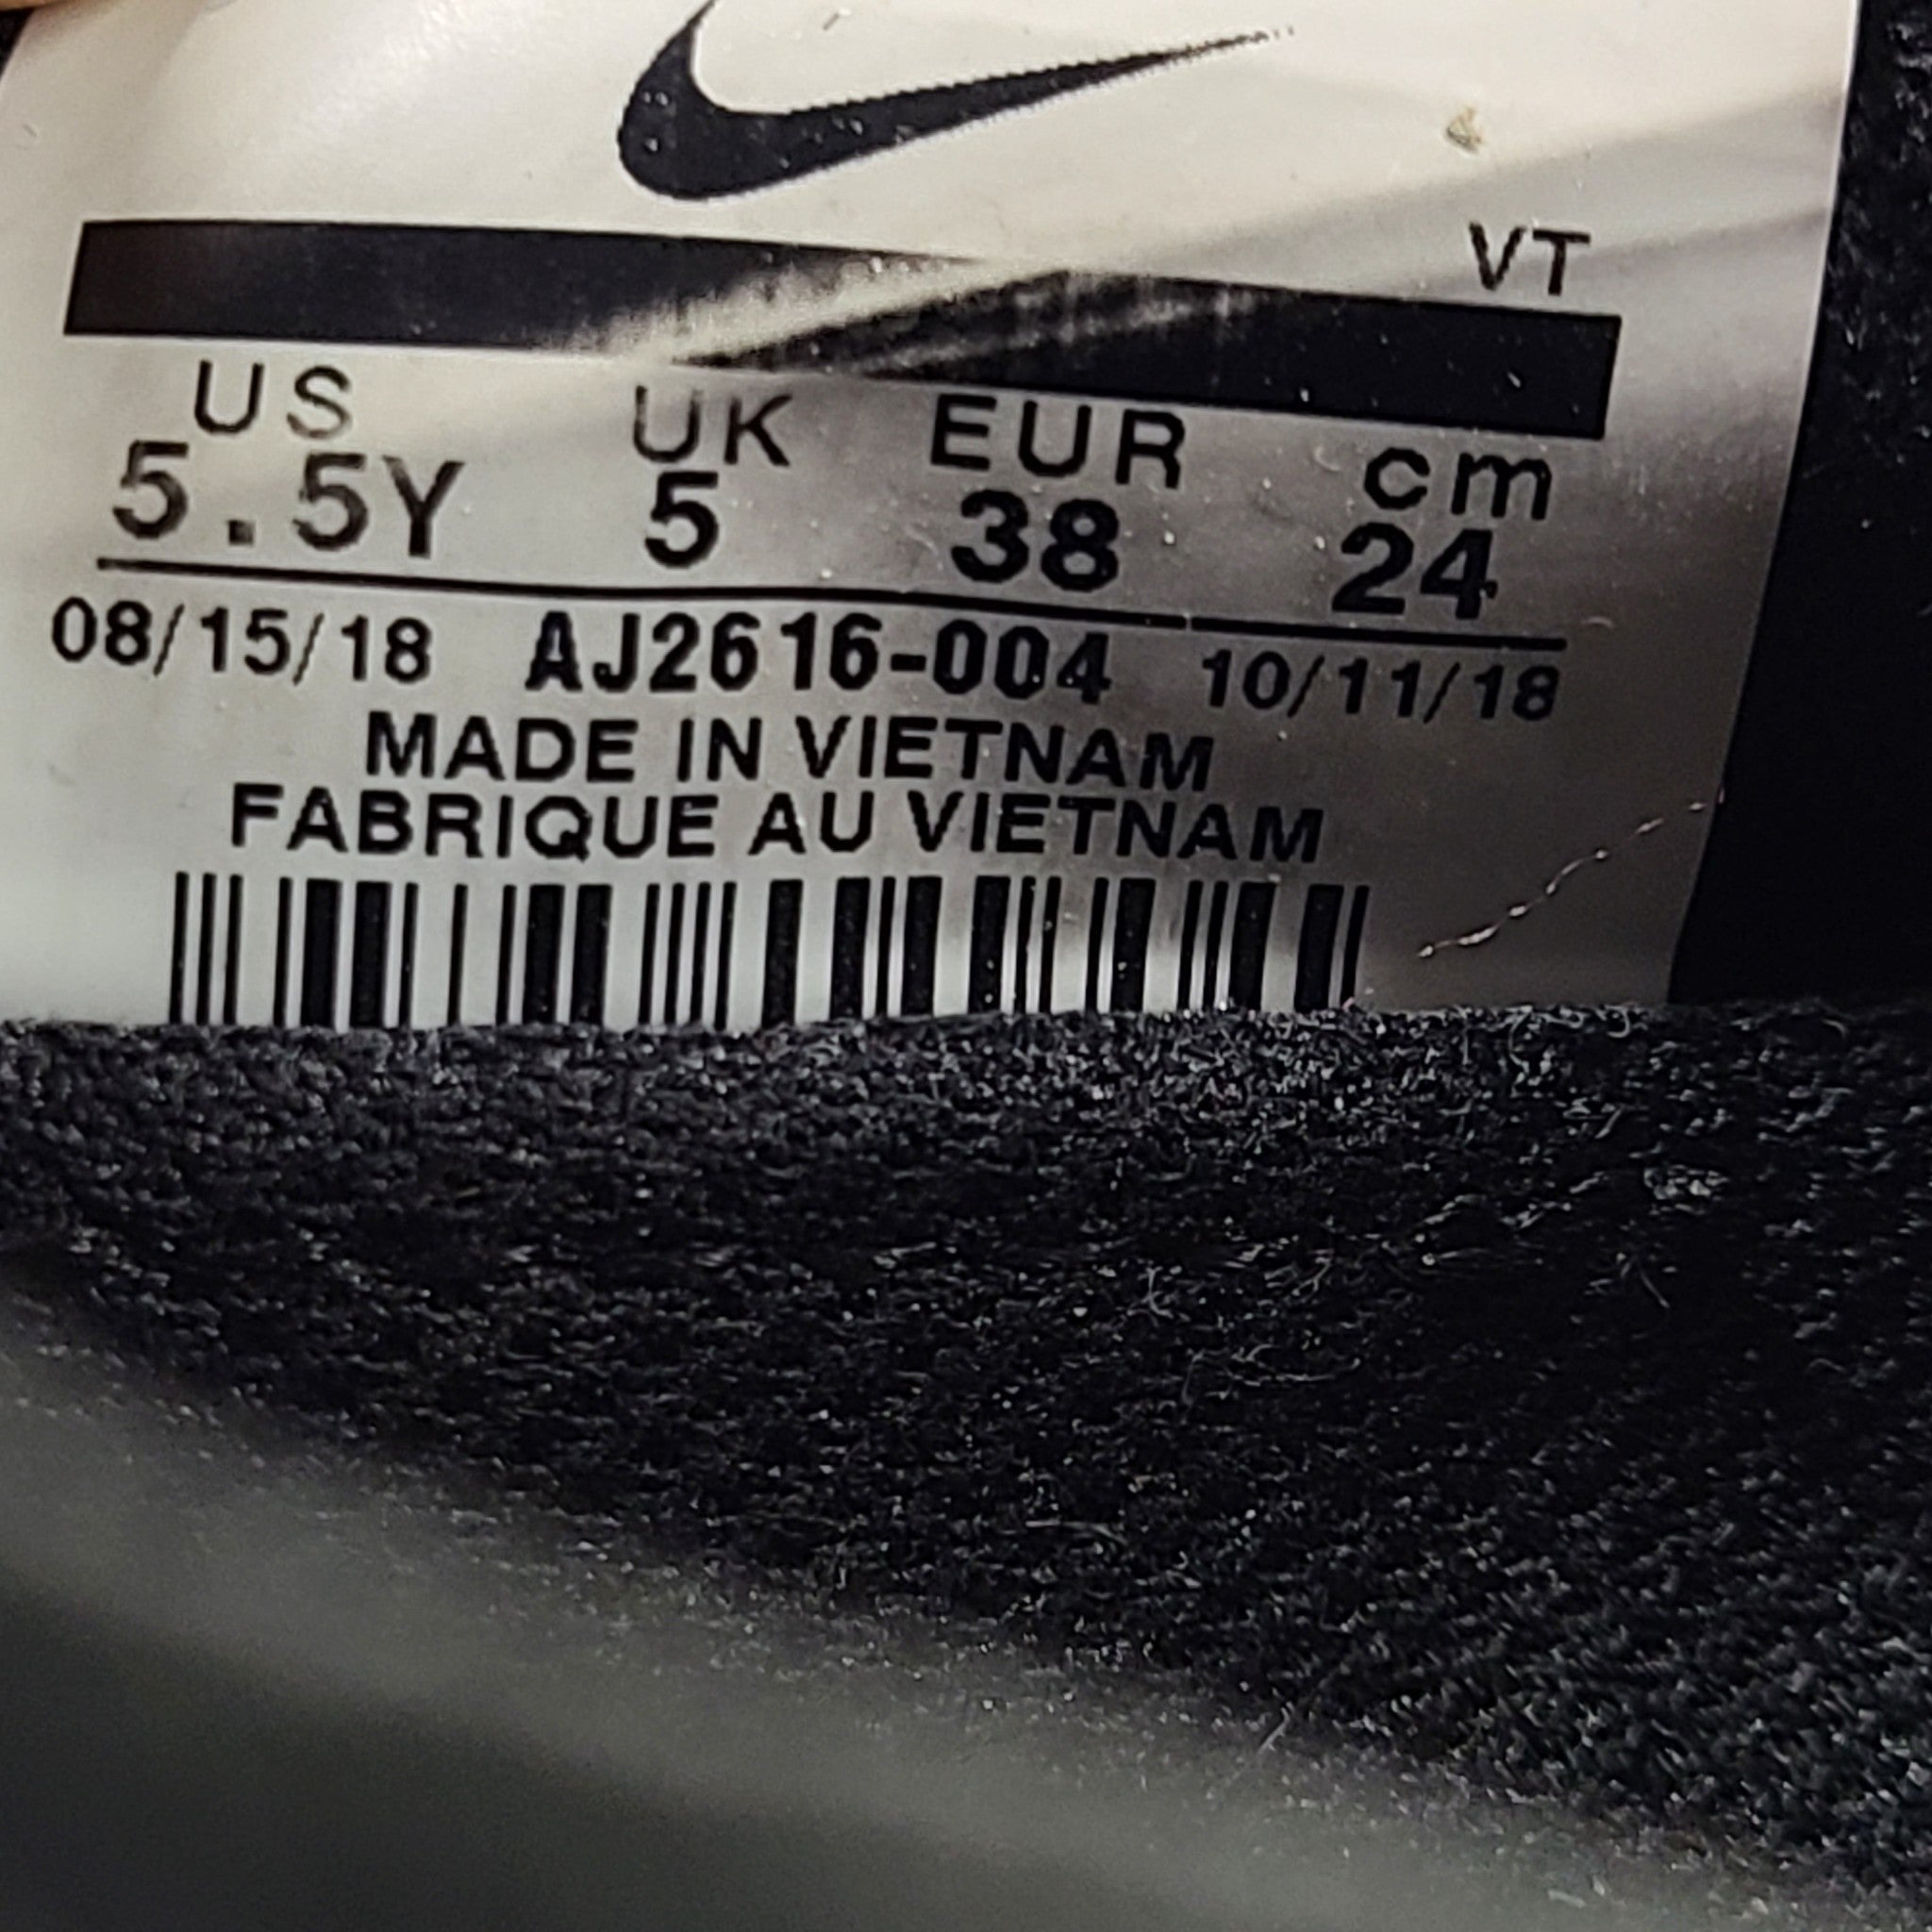 VT
US UK EUR cm
5.5Y 5 38 24
08/15/18 AJ2616-004 10/11/18
MADE IN VIETNAM
FABRIQUE AU VIETNAM